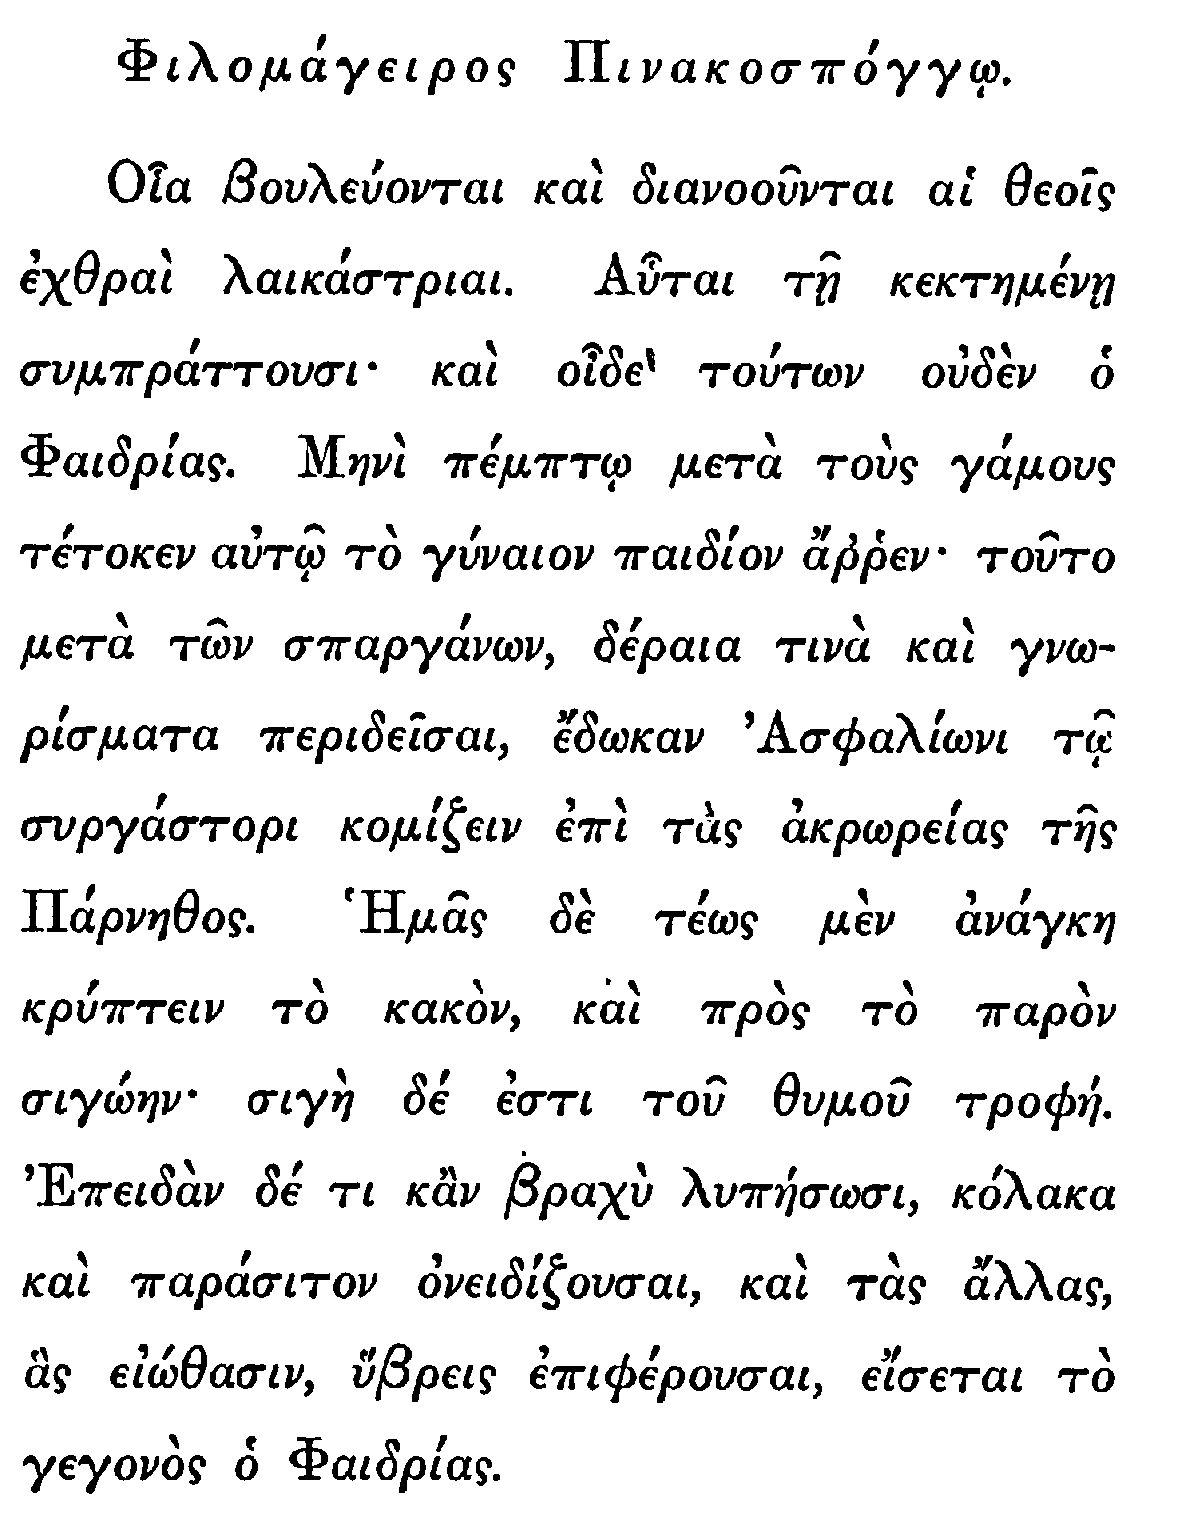 Φιλομάγειρος Πινακοσπόγγῳ.
Οἷα βουλεύονται καὶ διανοοῦνται αἱ θεοῖς
ἐχθραὶ λαικάστριαι. Αὗται τῇ κεκτημένῃ
συμπράττουσι· καὶ οἶδε τούτων οὐδὲν ὁ
Φαιδρίας. Μηνὶ πέμπτῳ μετὰ τοὺς γάμους
τέτοκεν αὐτῷ τὸ γύναιον παιδίον ἄῤῥεν· τοῦτο
μετὰ τῶν σπαργάνων, δέραια τινὰ καὶ γνω-
ρίσματα περιδεῖσαι, ἔδωκαν Ἀσφαλίωνι τῷ
συργάστορι κομίζειν ἐπὶ τὰς ἀκρωρείας τῆς
Πάρνηθος. Ἡμᾶς δὲ τέως μὲν ἀνάγκη
κρύπτειν τὸ κακὸν, καὶ πρὸς τὸ παρὸν
σιγώην· σιγὴ δέ ἐστι τοῦ θυμοῦ τροφή.
Ἐπειδὰν δέ τι κἂν βραχὺ λυπήσωσι, κόλακα
καὶ παράσιτον ὀνειδίζουσαι, καὶ τὰς ἄλλας,
ἃς εἰώθασιν, ὕβρεις ἐπιφέρουσαι, εἴσεται τὸ
γεγονὸς ὁ Φαιδρίας.